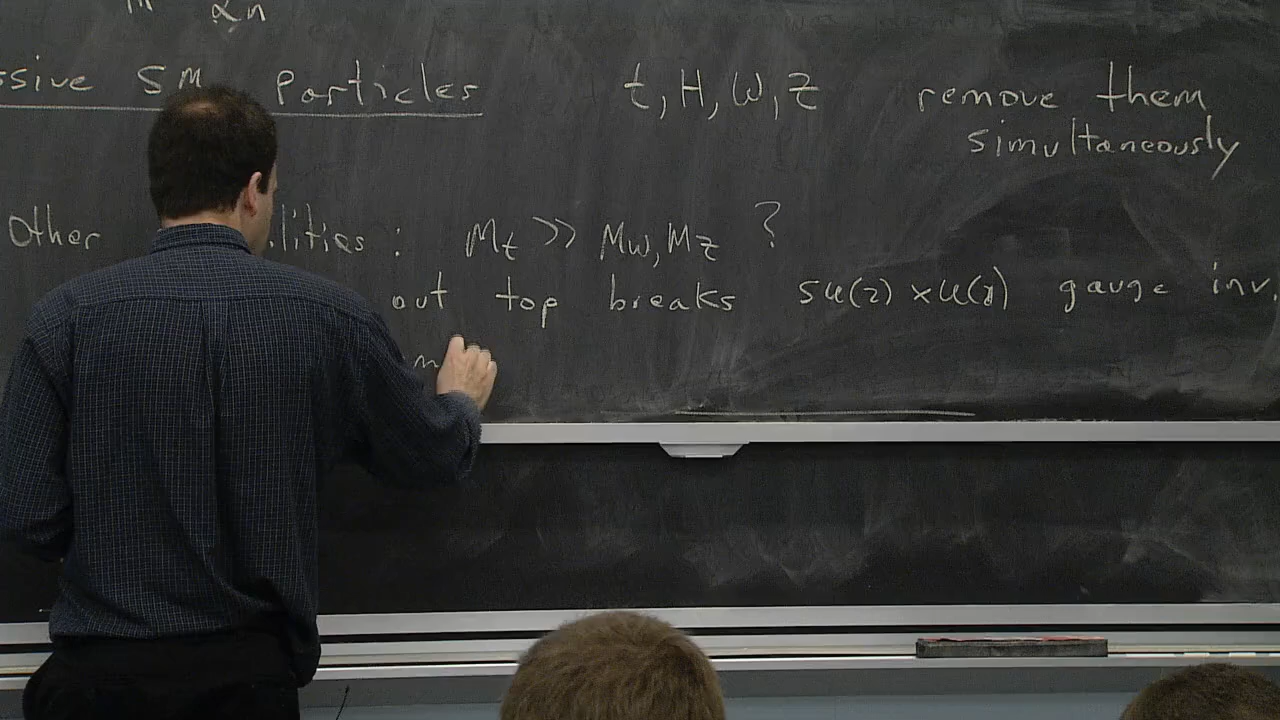 αn
ssive SM Particles
t, H, W, Z
remove them
simultaneously
Other lities : Mt >> MW, MZ ?
out top breaks SU(2) × U(1) gauge inv.